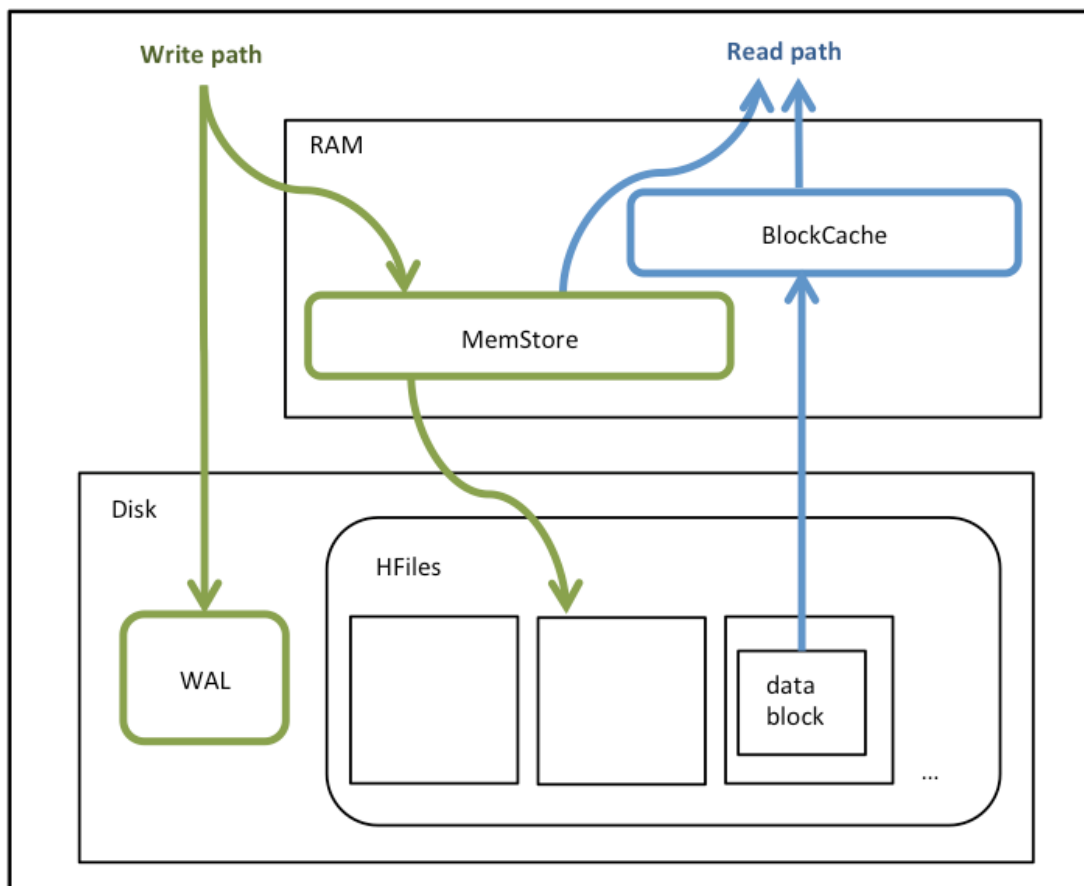 Write path
Read path
RAM
BlockCache
MemStore
Disk
HFiles
WAL
data
block
...